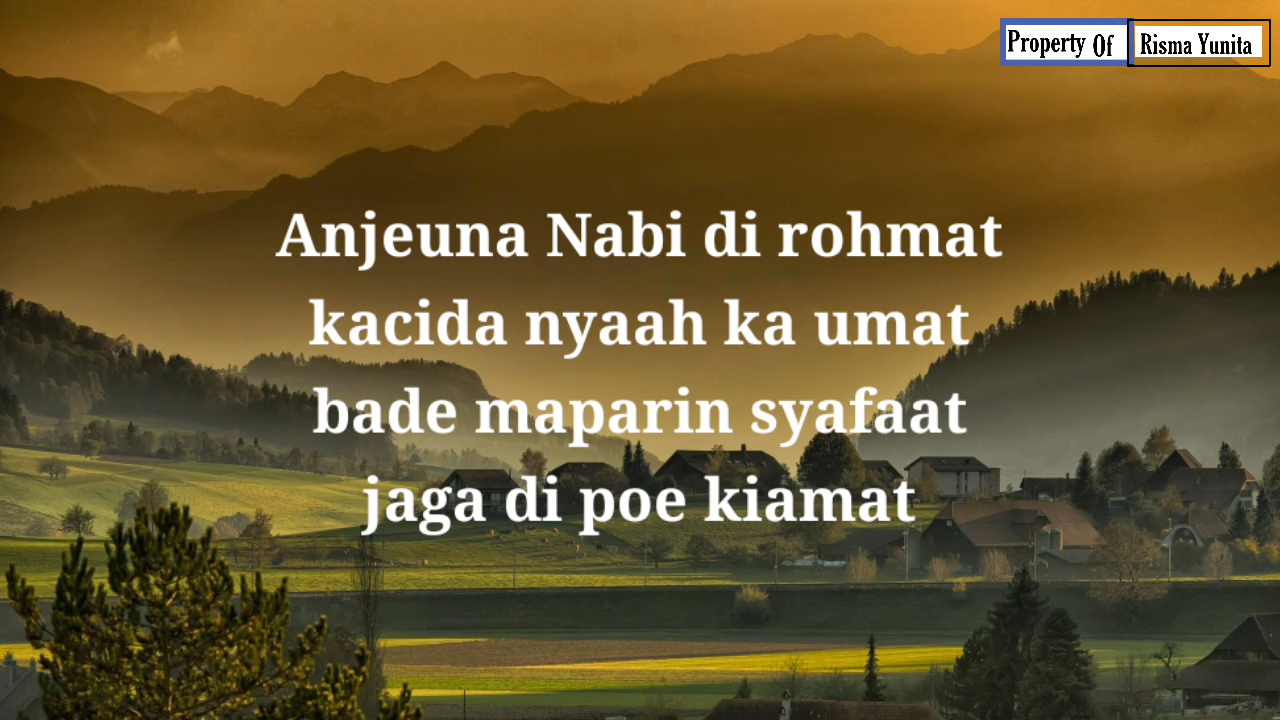 Property Of Risma Yunita
Anjeuna Nabi di rohmat
kacida nyaah ka umat
bade maparin syafaat
jaga di poe kiamat